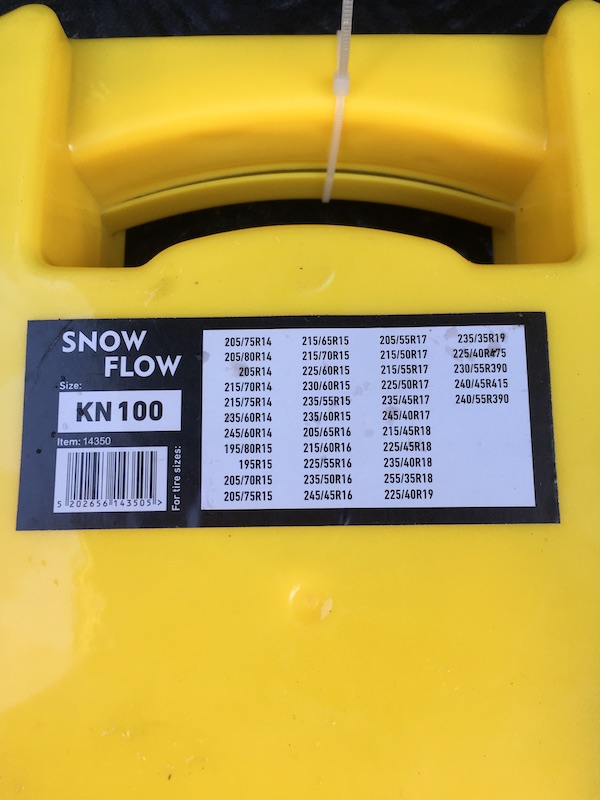 SNOW
FLOW
Size:
KN 100
Item: 14350
5 202656 143505 >
For tire sizes:
205/75R14
205/80R14
205R14
215/70R14
215/75R14
235/60R14
245/60R14
195/80R15
195R15
205/70R15
205/75R15
215/65R15
215/70R15
225/60R15
230/60R15
235/55R15
235/60R15
205/65R16
215/60R16
225/55R16
235/50R16
245/45R16
205/55R17
215/50R17
215/55R17
225/50R17
235/45R17
245/40R17
215/45R18
225/45R18
235/40R18
255/35R18
225/40R19
235/35R19
230/55R390
240/45R415
240/55R390